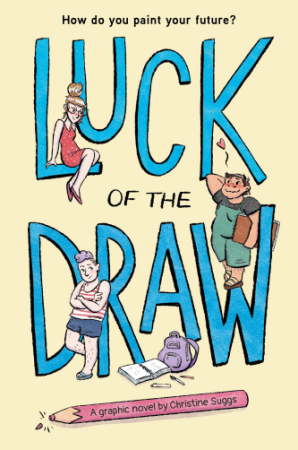 How do you paint your future?
LUCK
OF THE
DRAW
A graphic novel by Christine Suggs